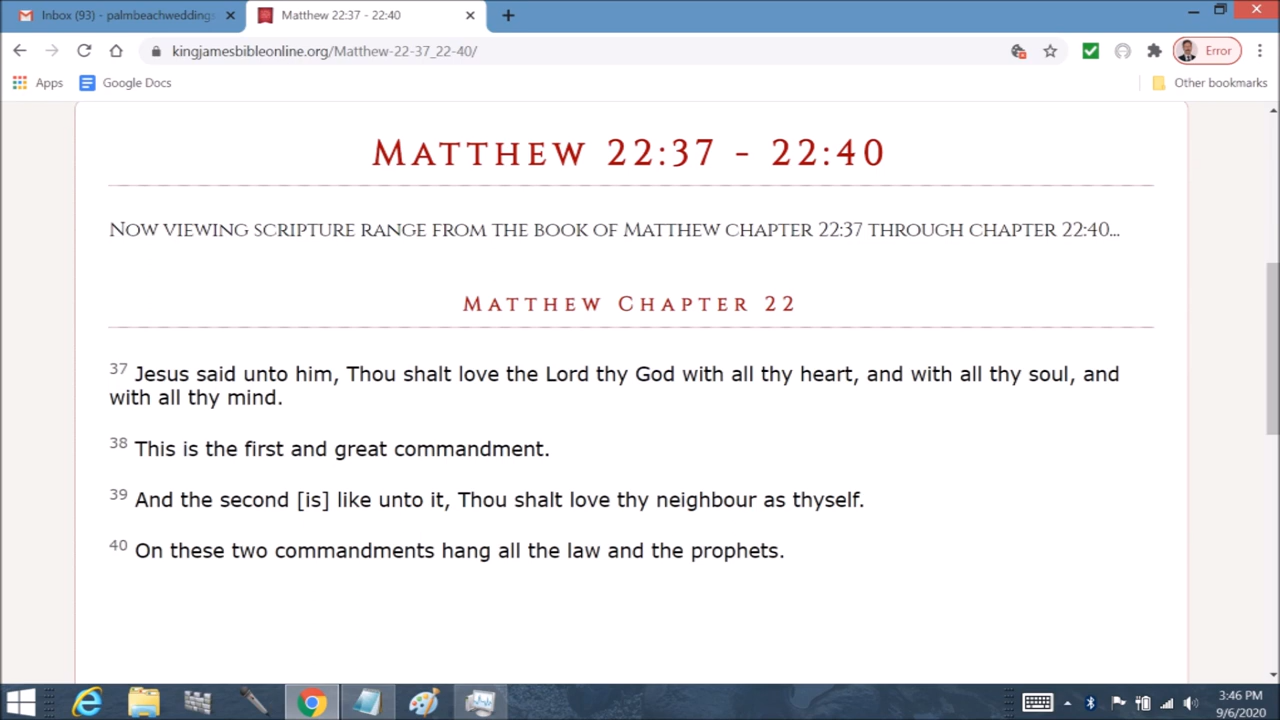 Inbox (93) - palmbeachwedding
Matthew 22:37 - 22:40
kingjamesbibleonline.org/Matthew-22-37_22-40/
Error
Apps
Google Docs
Other bookmarks
Matthew 22:37 - 22:40
Now viewing scripture range from the book of Matthew chapter 22:37 through chapter 22:40...
Matthew Chapter 22
37 Jesus said unto him, Thou shalt love the Lord thy God with all thy heart, and with all thy soul, and
with all thy mind.
38 This is the first and great commandment.
39 And the second [is] like unto it, Thou shalt love thy neighbour as thyself.
40 On these two commandments hang all the law and the prophets.
3:46 PM
9/6/2020